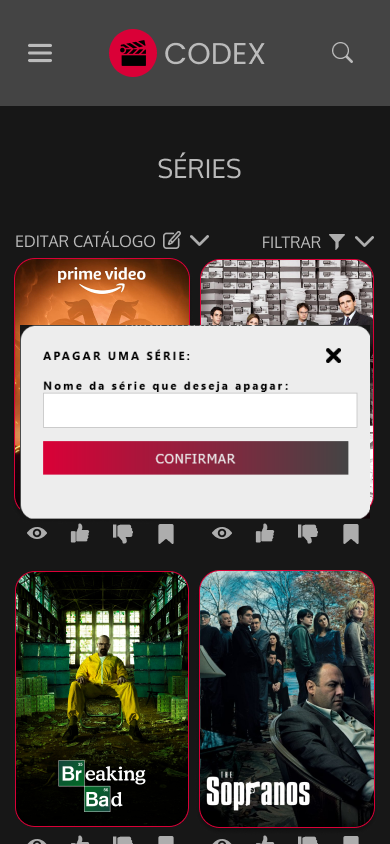 CODEX
SÉRIES
EDITAR CATÁLOGO
FILTRAR
prime video
APAGAR UMA SÉRIE:
Nome da série que deseja apagar:
CONFIRMAR
Breaking
Bad
THE
Sopranos